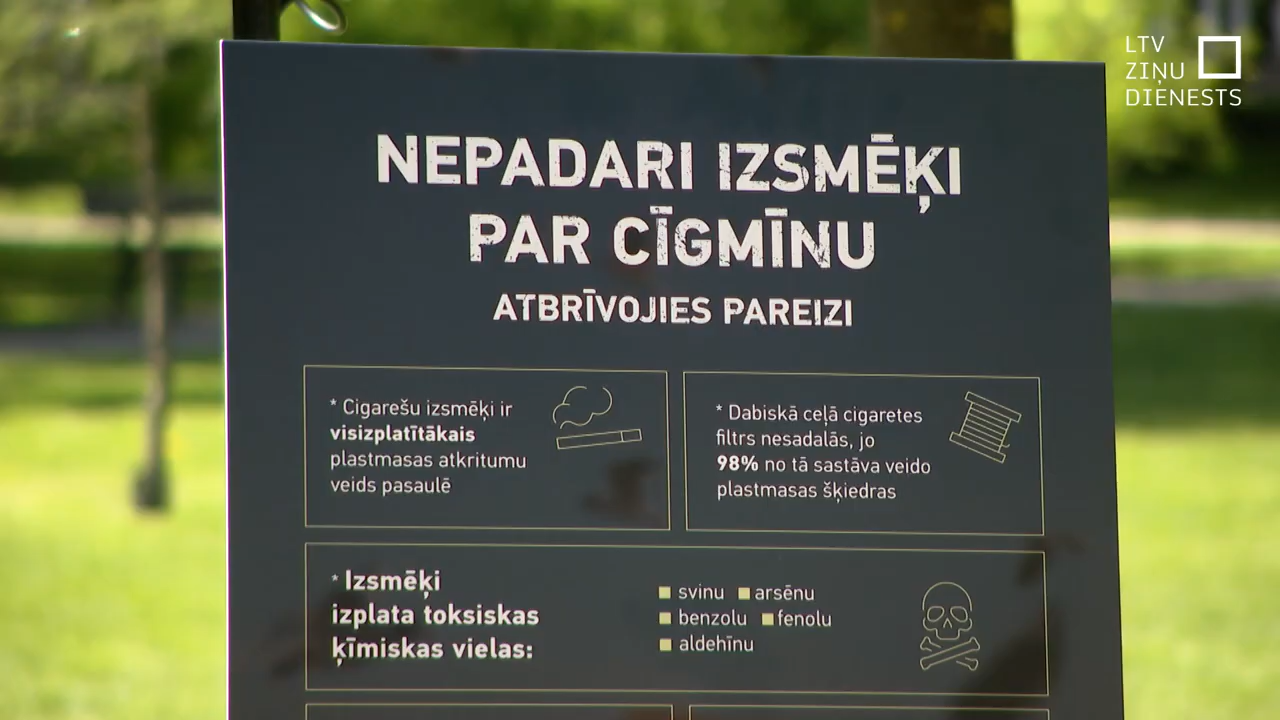 LTV
ZIŅU
DIENESTS
NEPADARI IZSMĒĶI
PAR CĪGMĪNU
ATBRĪVOJIES PAREIZI
* Cigarešu izsmēķi ir
visizplatītākais
plastmasas atkritumu
veids pasaulē
* Dabiskā ceļā cigaretes
filtrs nesadalās, jo
98% no tā sastāva veido
plastmasas šķiedras
* Izsmēķi
izplata toksiskas
ķīmiskas vielas:
svinu arsēnu
benzolu fenolu
aldehīnu